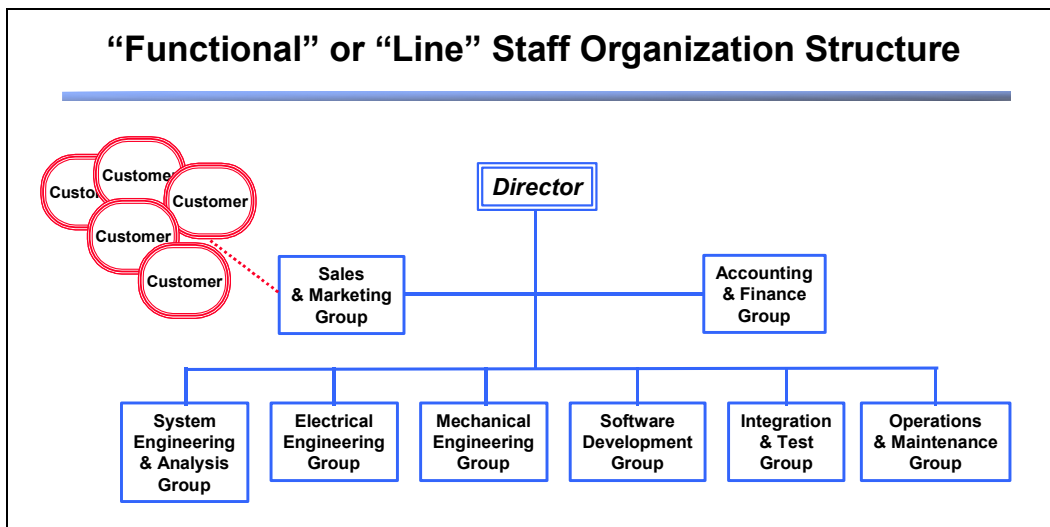 “Functional” or “Line” Staff Organization Structure
Customer
Custo
Customer
Customer
Customer
Director
Sales
& Marketing
Group
Accounting
& Finance
Group
System
Engineering
& Analysis
Group
Electrical
Engineering
Group
Mechanical
Engineering
Group
Software
Development
Group
Integration
& Test
Group
Operations
& Maintenance
Group